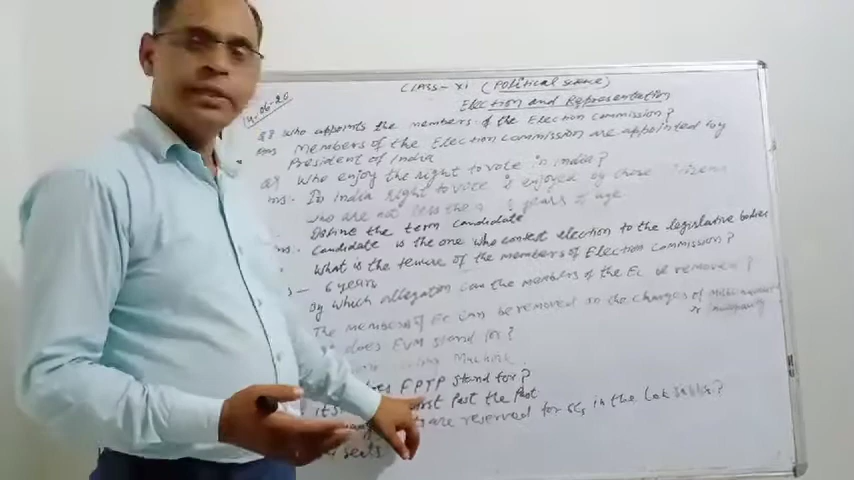 CLASS - XI (Political science)
Election and Representation
14-06-20
Q8 Who appoints the members of the Election Commission?
Ans Members of the Election Commission are appointed by
President of India
Q9 Who enjoy the right to vote in India?
Ans. In India right to vote is enjoyed by those
who are not less than years of age
Define the term candidate
Candidate is the one who contest election to the legislative bodies
What is the tenure of the members of Election Commission?
- 6 years
By which allegation can the members of the EC be removed?
The members of EC can be removed on the charges of
does EVM stand for?
Machine.
does FPTP stand for?
Past the Post
are reserved for SCs in the Lok Sabha?
seats